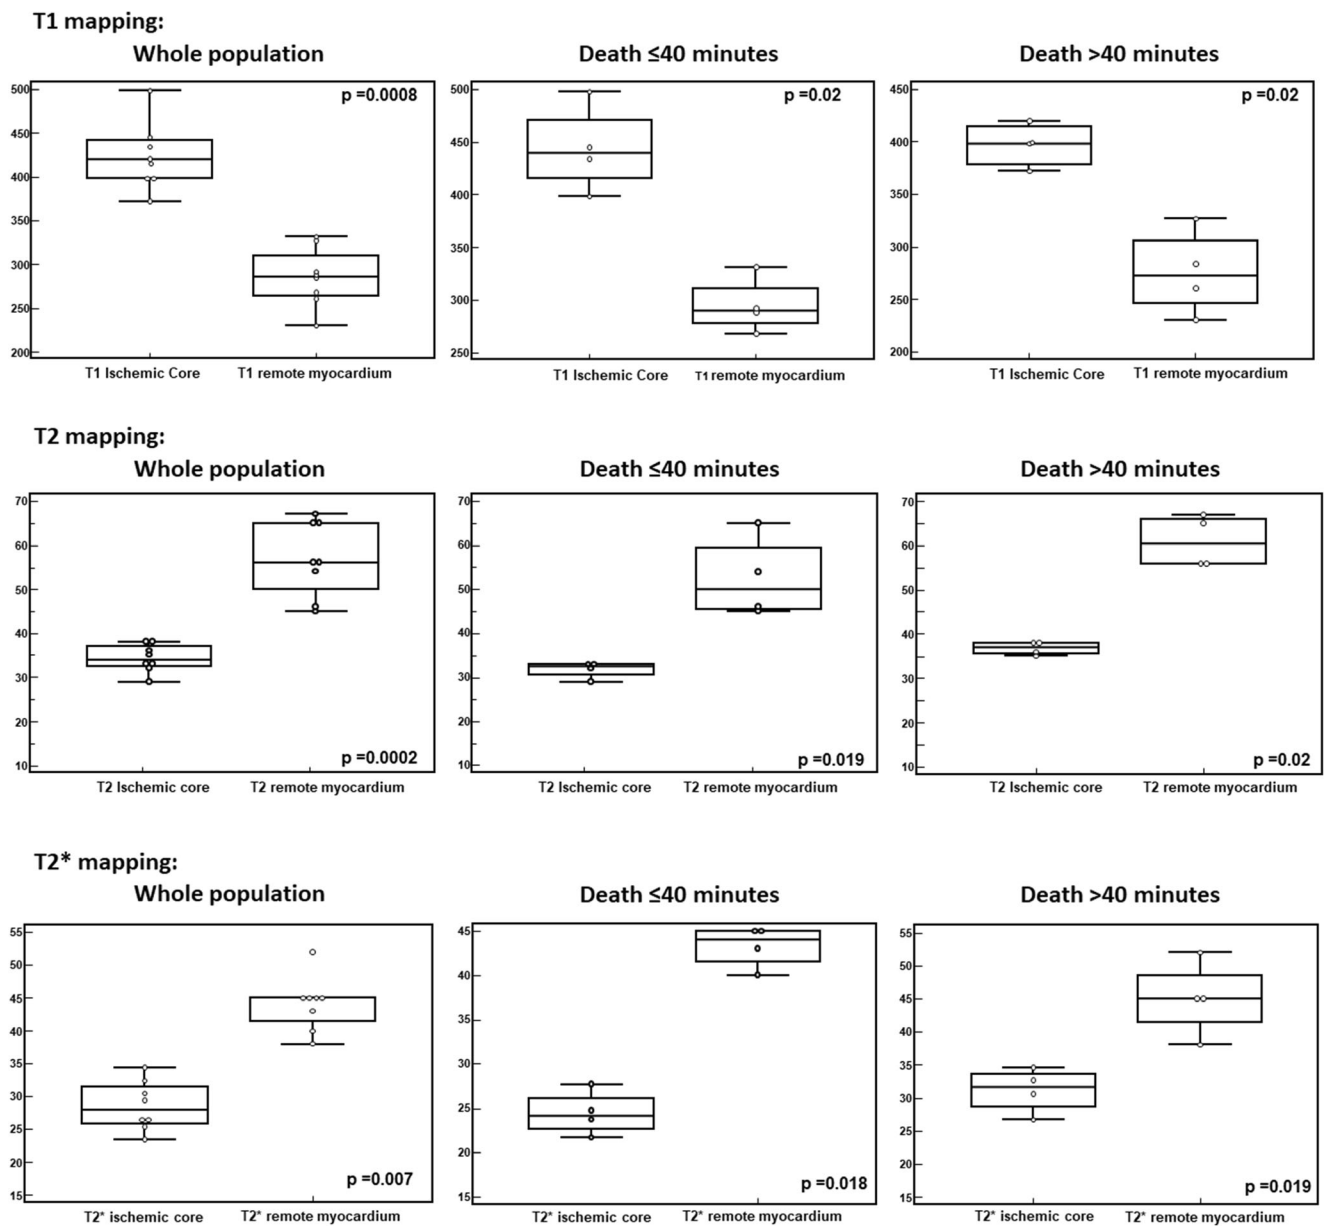 T1 mapping:
Whole population
Death ≤40 minutes
Death >40 minutes
500
450
400
350
300
250
200
p =0.0008
T1 Ischemic Core
T1 remote myocardium
500
450
400
350
300
250
p =0.02
T1 Ischemic Core
T1 remote myocardium
450
400
350
300
250
200
p =0.02
T1 Ischemic Core
T1 remote myocardium
T2 mapping:
Whole population
Death ≤40 minutes
Death >40 minutes
70
60
50
40
30
20
10
p =0.0002
T2 Ischemic core
T2 remote myocardium
70
60
50
40
30
20
10
p =0.019
T2 Ischemic core
T2 remote myocardium
70
60
50
40
30
20
10
p =0.02
T2 Ischemic core
T2 remote myocardium
T2* mapping:
Whole population
Death ≤40 minutes
Death >40 minutes
55
50
45
40
35
30
25
20
15
p =0.007
T2* ischemic core
T2* remote myocardium
45
40
35
30
25
20
15
p =0.018
T2* ischemic core
T2* remote myocardium
55
50
45
40
35
30
25
20
15
p =0.019
T2* ischemic core
T2* remote myocardium